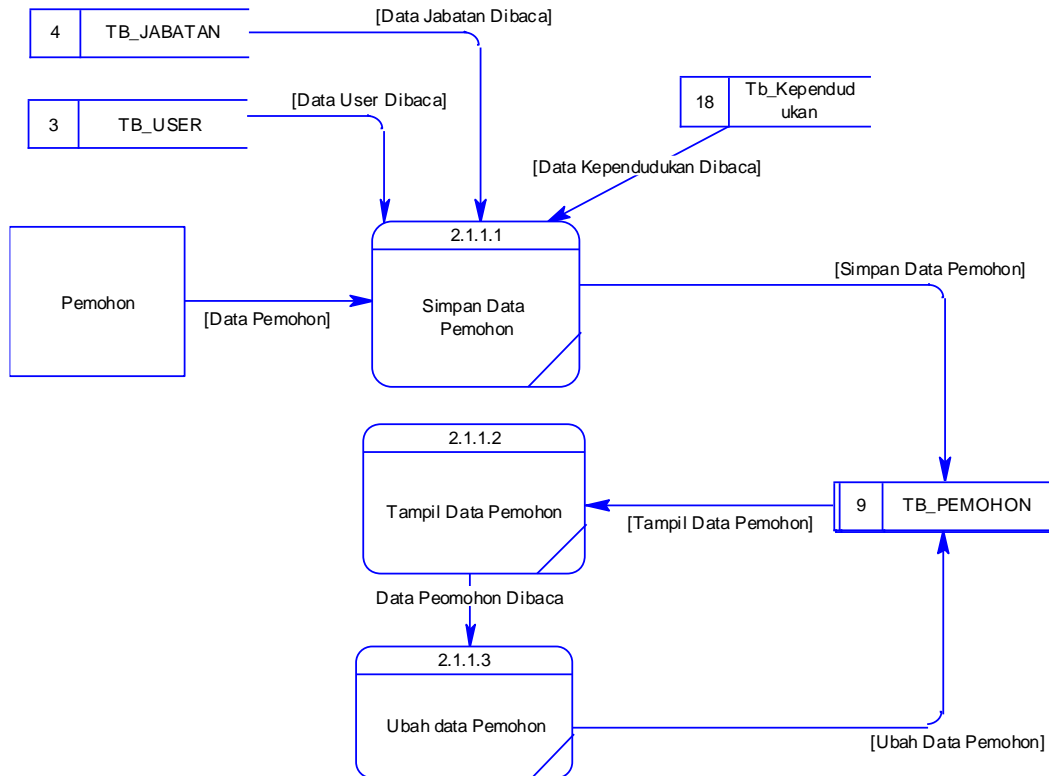 [Data Jabatan Dibaca]
4 TB_JABATAN
[Data User Dibaca]
3 TB_USER
18 Tb_Kependud
ukan
[Data Kependudukan Dibaca]
2.1.1.1
Simpan Data
Pemohon
Pemohon
[Data Pemohon]
[Simpan Data Pemohon]
2.1.1.2
Tampil Data Pemohon
[Tampil Data Pemohon]
9 TB_PEMOHON
Data Peomohon Dibaca
2.1.1.3
Ubah data Pemohon
[Ubah Data Pemohon]